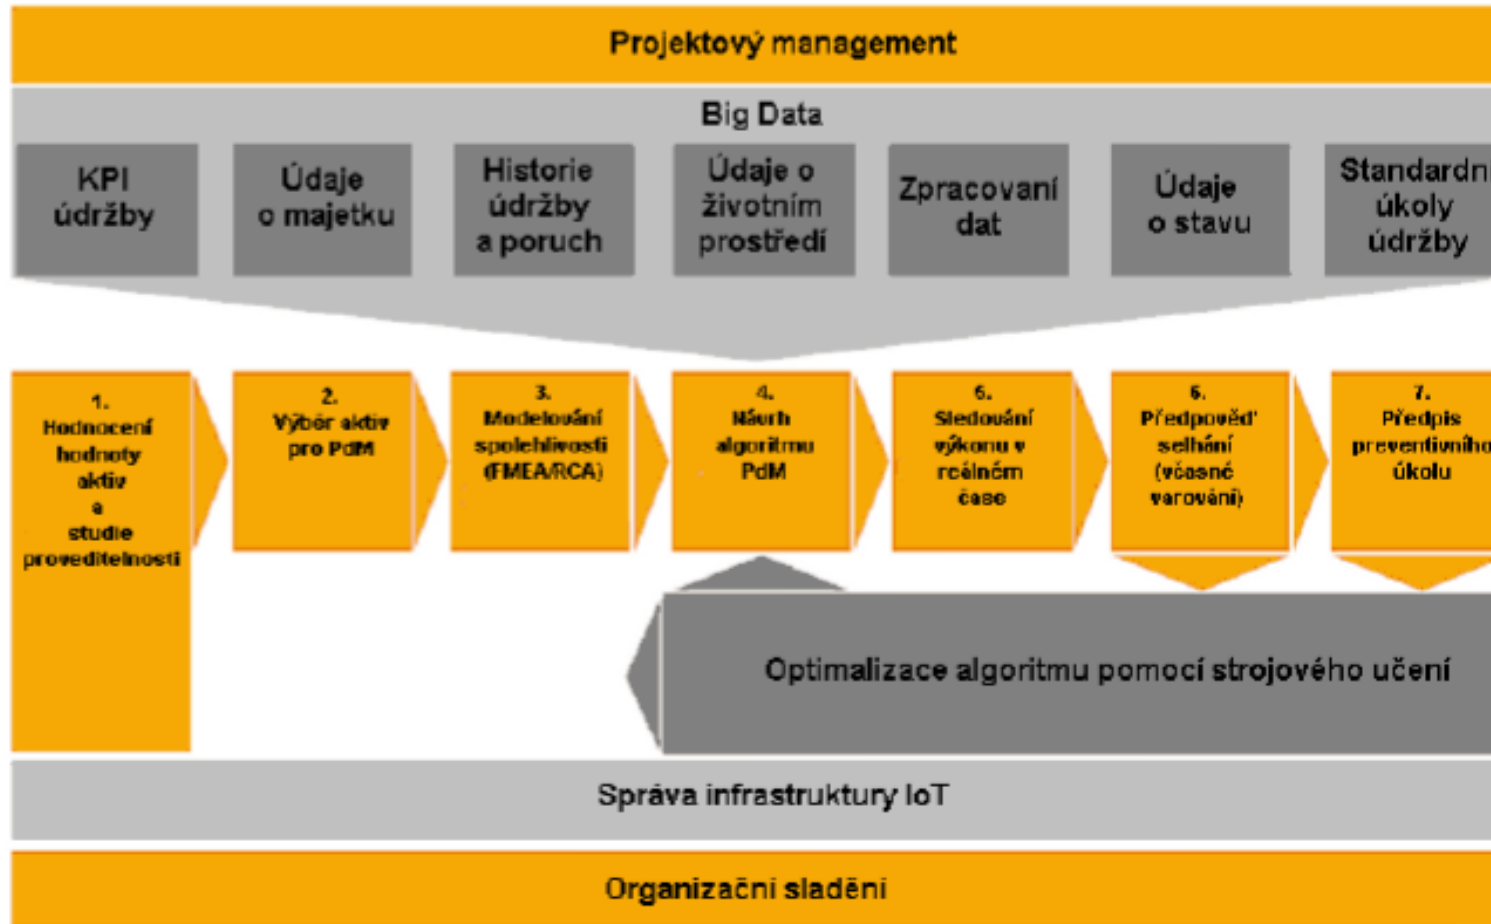 Projektový management
Big Data
KPI
údržby
Údaje
o majetku
Historie
údržby
a poruch
Údaje o
životním
prostředí
Zpracovaní
dat
Údaje
o stavu
Standardní
úkoly
údržby
1.
Hodnocení
hodnoty
aktiv
a
studie
proveditelnosti
2.
Výběr aktiv
pro PdM
3.
Modelování
spolehlivosti
(FMEA/RCA)
4.
Návrh
algoritmu
PdM
5.
Sledování
výkonu v
reálném
čase
6.
Předpověď
selhání
(včasné
varování)
7.
Předpis
preventivního
úkolu
Optimalizace algoritmu pomocí strojového učení
Správa infrastruktury IoT
Organizační sladění